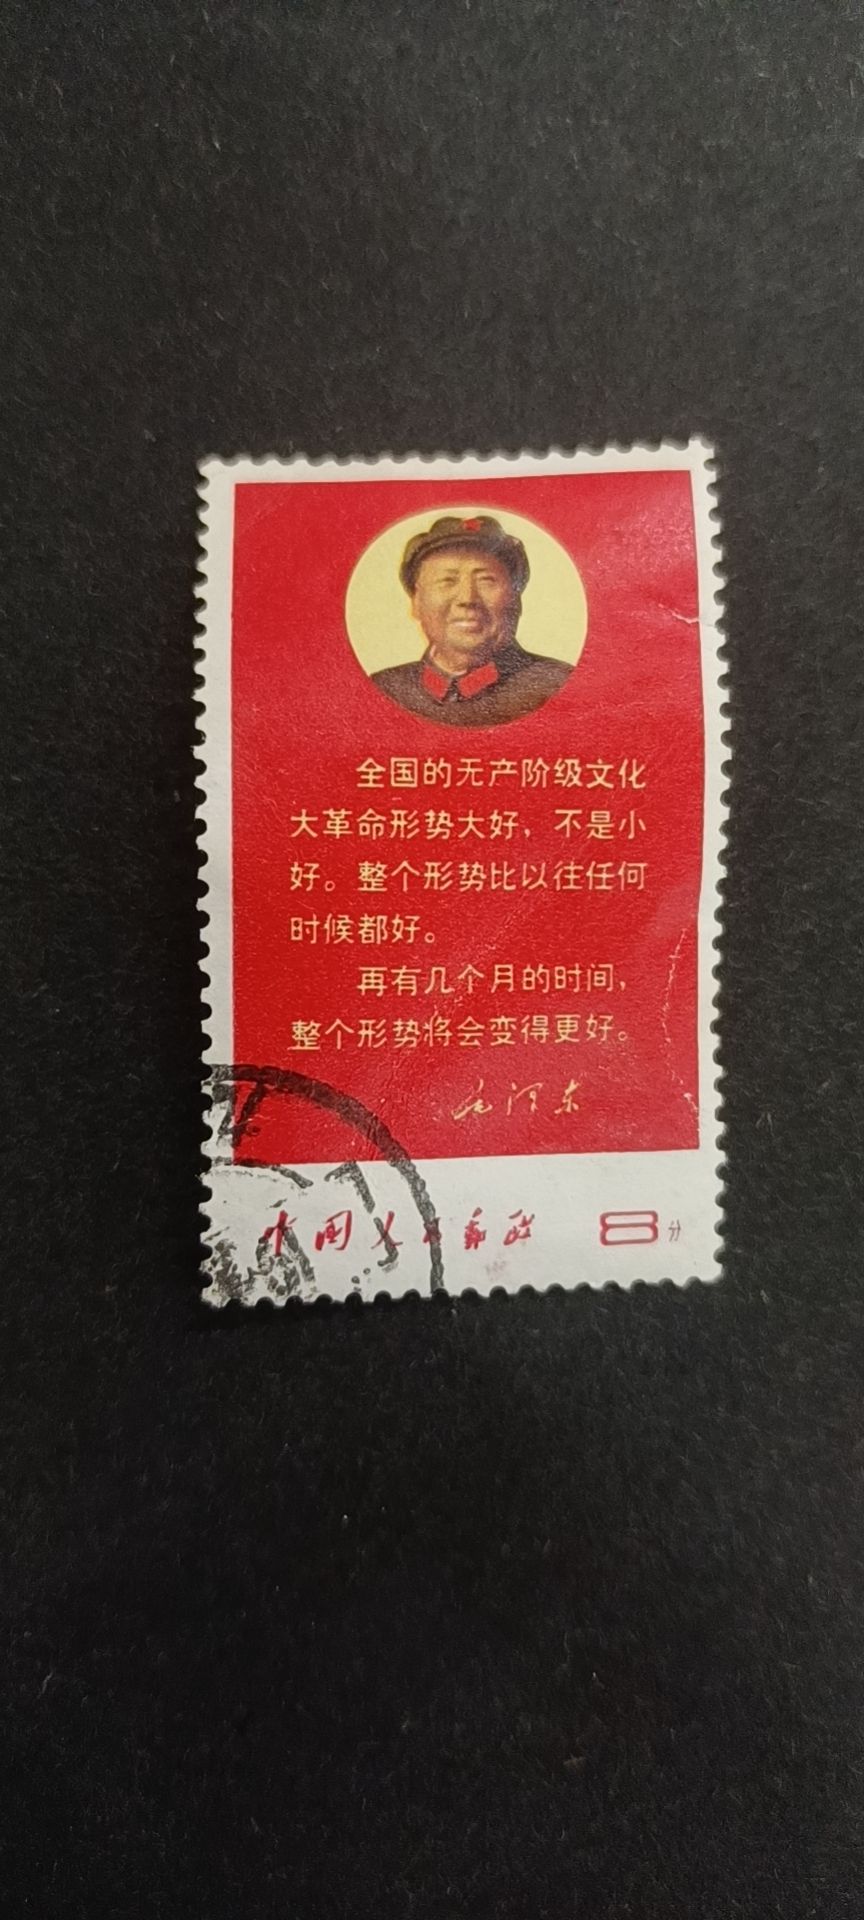 全国的无产阶级文化
大革命形势大好，不是小
好。整个形势比以往任何
时候都好。
再有几个月的时间，
整个形势将会变得更好。
毛泽东
中国人民邮政 8分